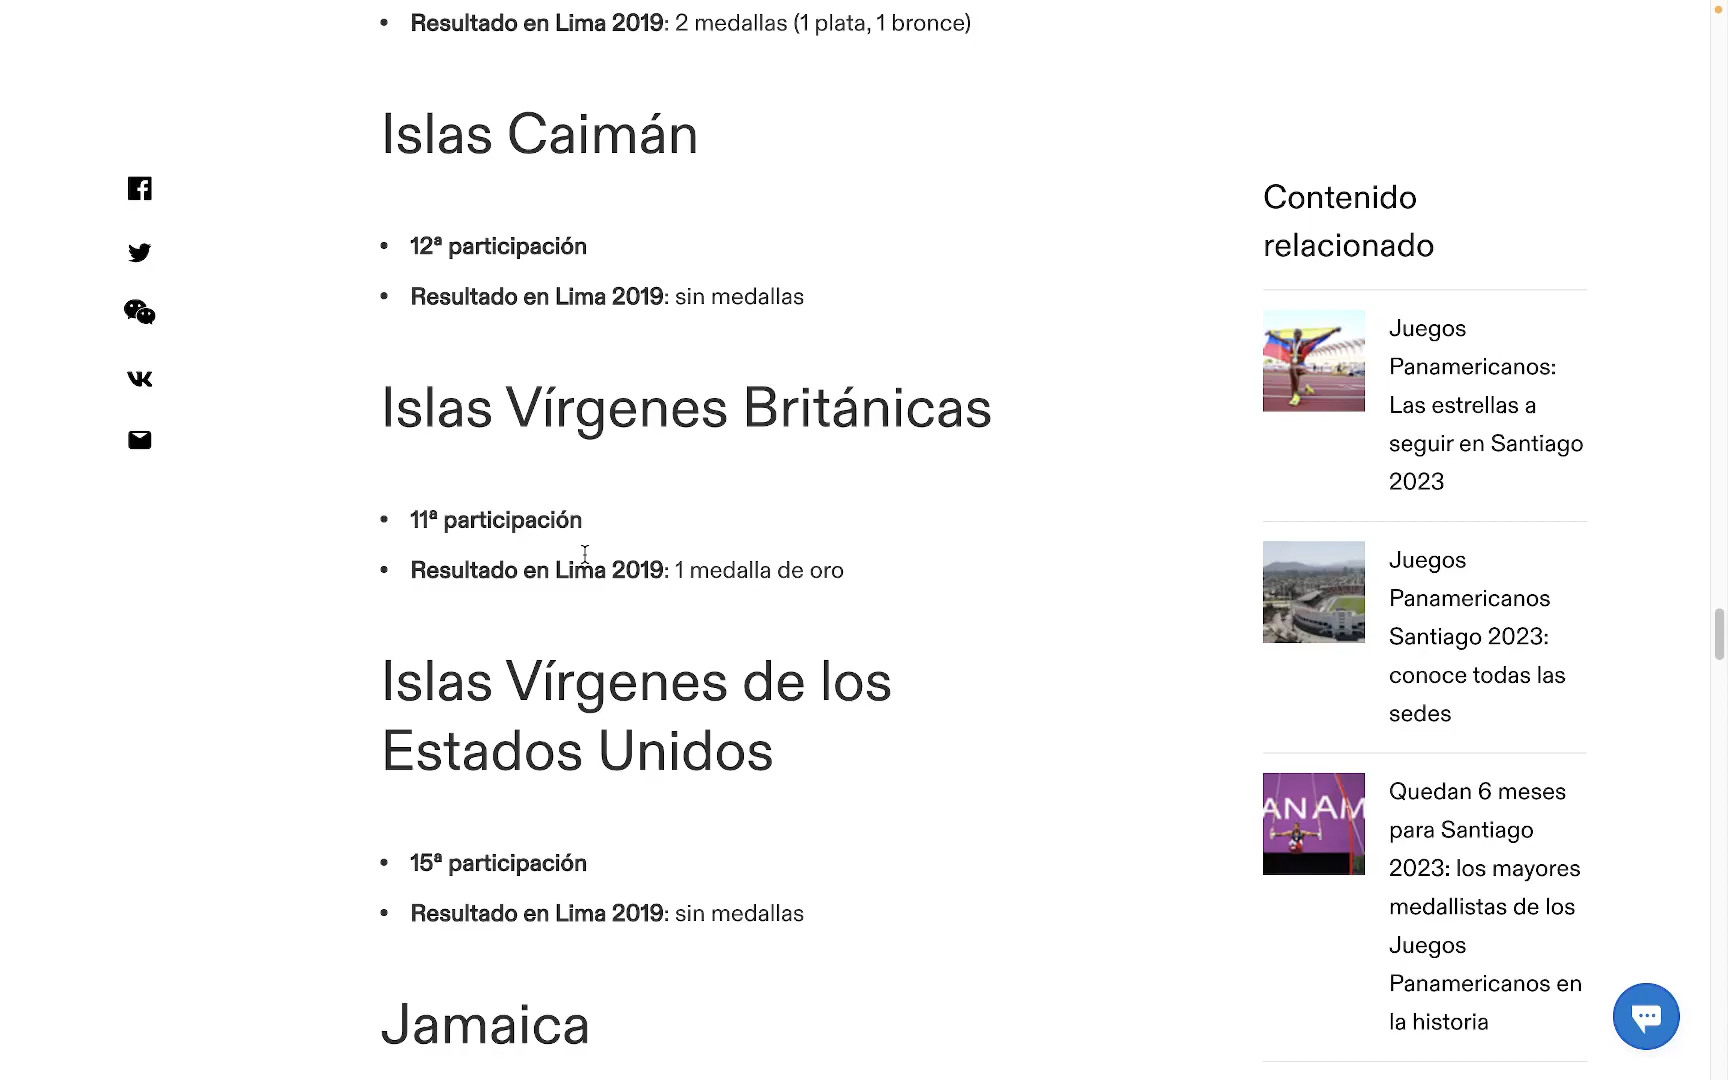 Resultado en Lima 2019: 2 medallas (1 plata, 1 bronce)
Islas Caimán
12ª participación
Resultado en Lima 2019: sin medallas
Islas Vírgenes Británicas
11ª participación
Resultado en Lima 2019: 1 medalla de oro
Islas Vírgenes de los
Estados Unidos
15ª participación
Resultado en Lima 2019: sin medallas
Jamaica
Contenido
relacionado
Juegos
Panamericanos:
Las estrellas a
seguir en Santiago
2023
Juegos
Panamericanos
Santiago 2023:
conoce todas las
sedes
ANAM
Quedan 6 meses
para Santiago
2023: los mayores
medallistas de los
Juegos
Panamericanos en
la historia